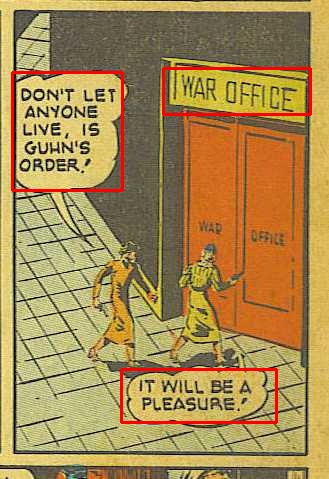 DON'T LET
ANYONE
LIVE, IS
GUHN'S
ORDER!
WAR OFFICE
WAR OFFICE
IT WILL BE A
PLEASURE!